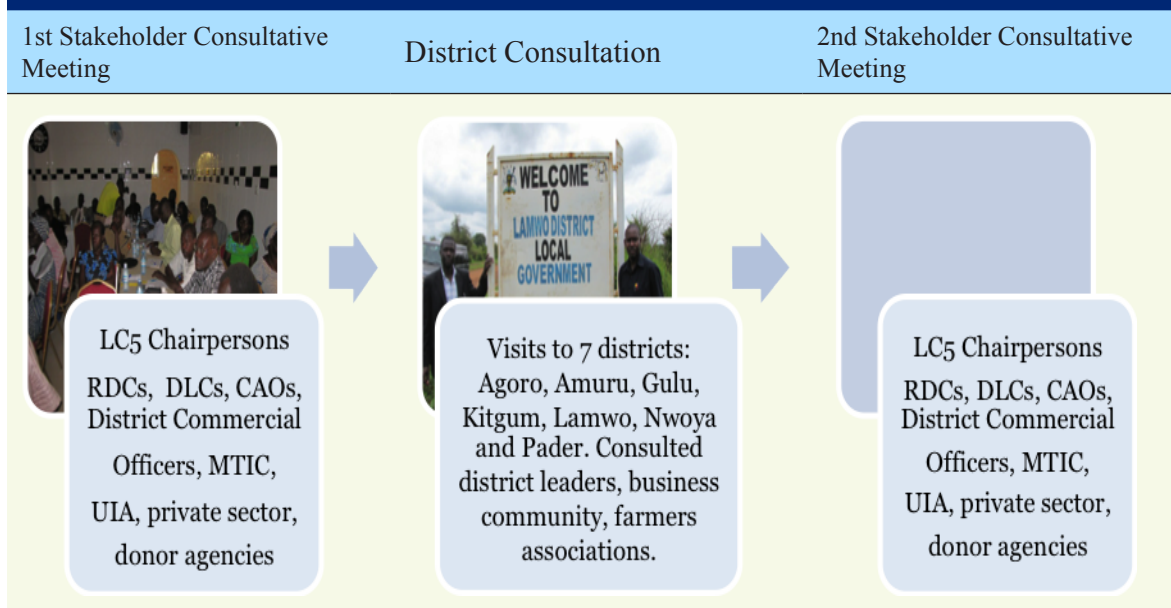 1st Stakeholder Consultative
Meeting
District Consultation
2nd Stakeholder Consultative
Meeting
WELCOME
TO
LAMWO DISTRICT
LOCAL
GOVERNMENT
LC5 Chairpersons
RDCs, DLCs, CAOs,
District Commercial
Officers, MTIC,
UIA, private sector,
donor agencies
Visits to 7 districts:
Agoro, Amuru, Gulu,
Kitgum, Lamwo, Nwoya
and Pader. Consulted
district leaders, business
community, farmers
associations.
LC5 Chairpersons
RDCs, DLCs, CAOs,
District Commercial
Officers, MTIC,
UIA, private sector,
donor agencies